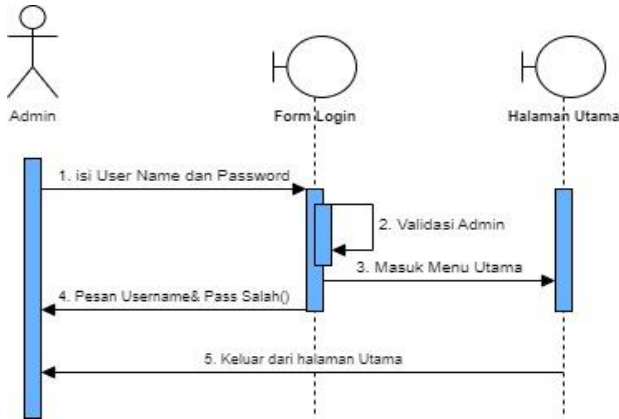 Admin
Form Login
Halaman Utama
1. isi User Name dan Password
2. Validasi Admin
3. Masuk Menu Utama
4. Pesan Username& Pass Salah()
5. Keluar dari halaman Utama